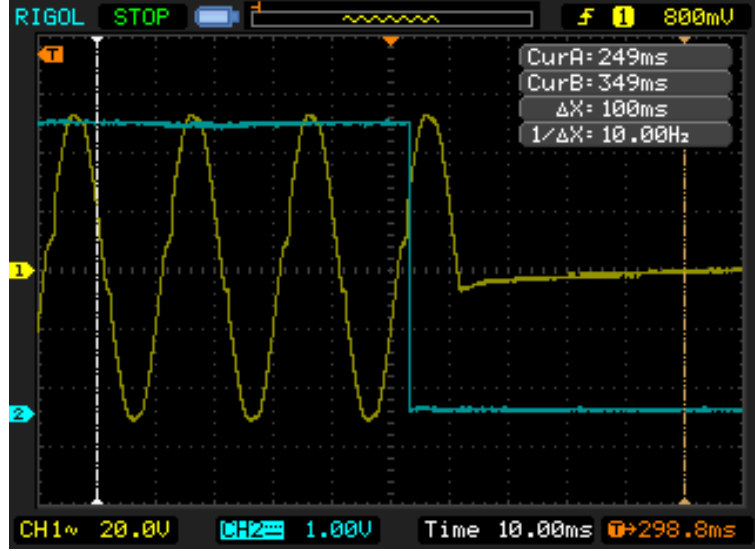 RIGOL STOP 1 800mV
T
CurA:249ms
CurB:349ms
ΔX:100ms
1/ΔX:10.00Hz
1
2
CH1~ 20.0V CH2 1.00V Time 10.00ms T→298.8ms